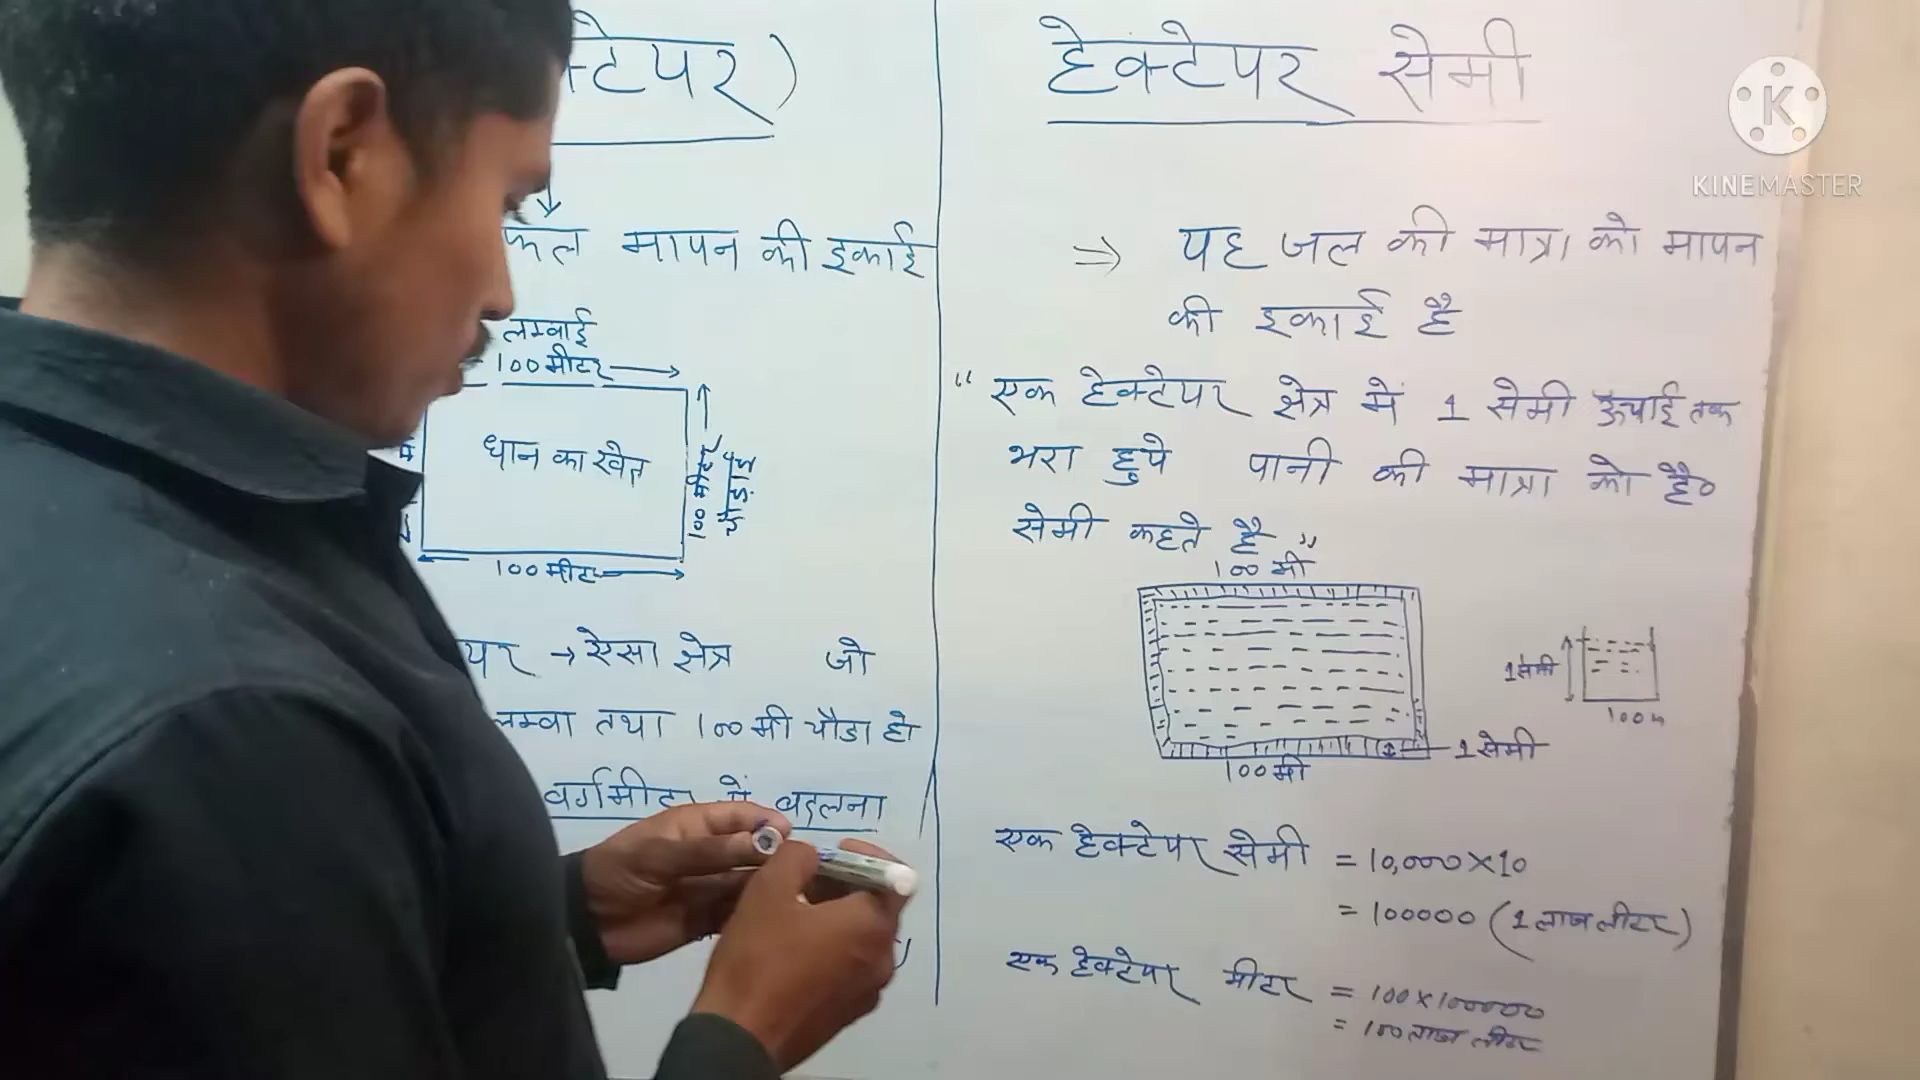 हेक्टेयर सेमी
KINEMASTER
मापन की इकाई
लम्बाई
100 मीटर
धान का खेत
100 मीटर
चौड़ाई
100 मीटर
→ ऐसा क्षेत्र जो
लम्बा तथा 100 मी चौडा हो
वर्गमीटर में बदलना
⇒ यह जल की मात्रा को मापन
की इकाई है
“ एक हेक्टेयर क्षेत्र में 1 सेमी ऊचाई तक
भरा हुये पानी की मात्रा को है०
सेमी कहते है ”
100 मी
1 सेमी
100 मी
1 सेमी
एक हेक्टेयर सेमी = 10,000 × 10
= 100000 (1 लाख लीटर)
एक हेक्टेयर मीटर = 100 × 100000
= 100 लाख लीटर